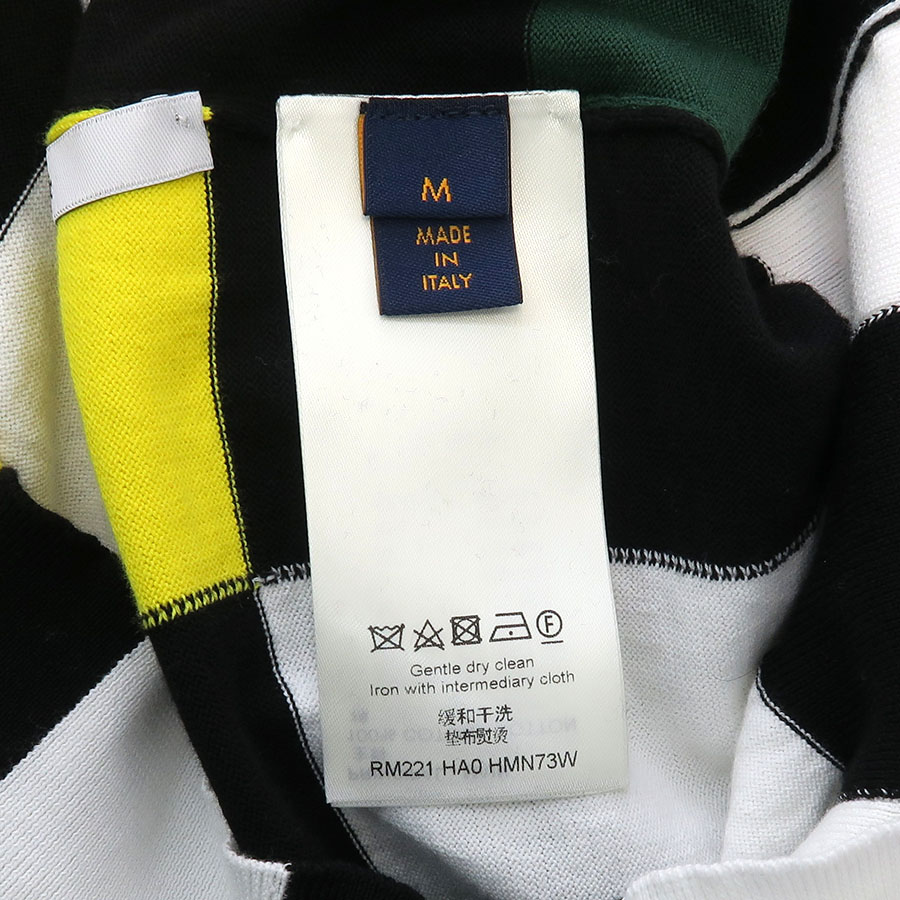 M
MADE
IN
ITALY
Gentle dry clean
Iron with intermediary cloth
缓和干洗
垫布熨烫
RM221 HA0 HMN73W